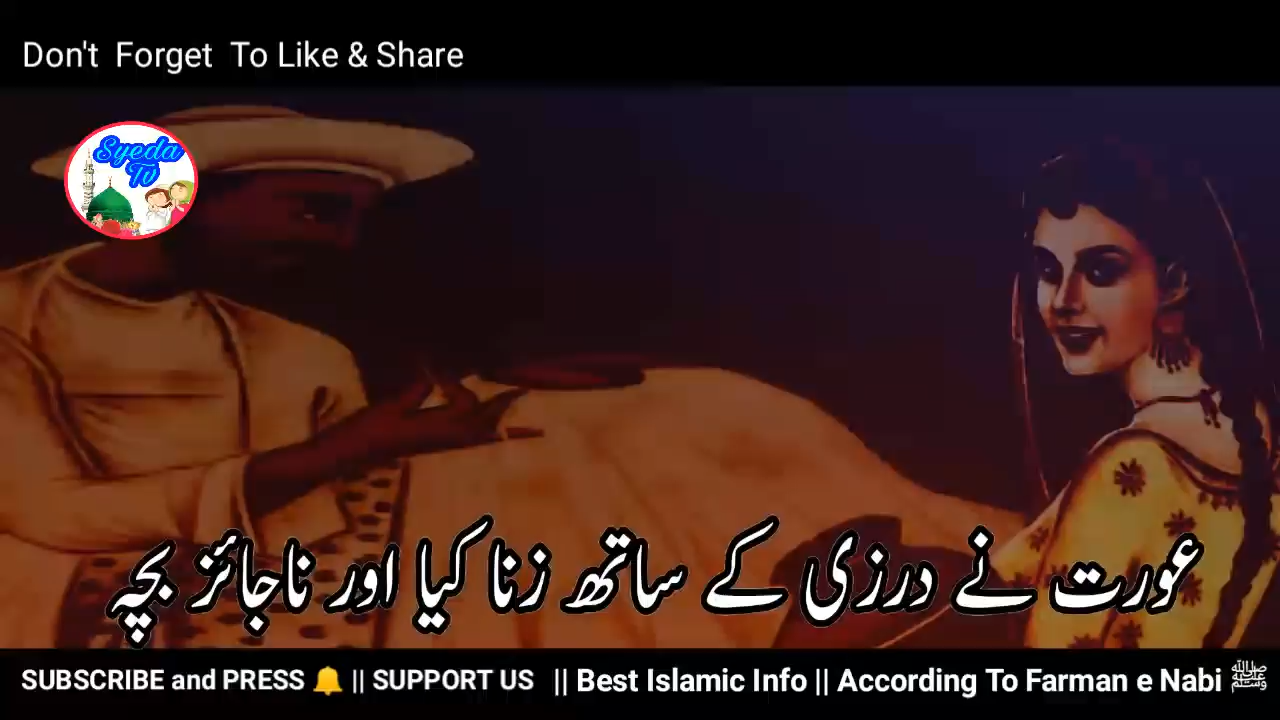 Don't Forget To Like & Share
Syeda
Tv
عورت نے درزی کے ساتھ زنا کیا اور ناجائز بچہ
SUBSCRIBE and PRESS 🔔 || SUPPORT US || Best Islamic Info || According To Farman e Nabi ﷺ